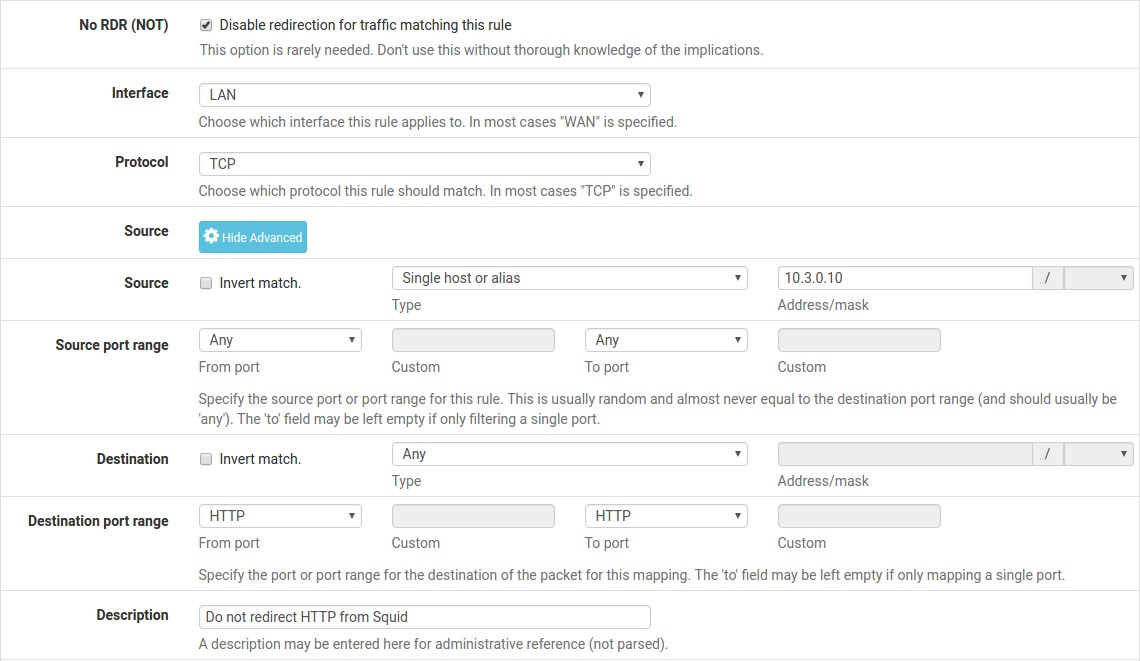 No RDR (NOT) Disable redirection for traffic matching this rule
This option is rarely needed. Don't use this without thorough knowledge of the implications.
Interface LAN
Choose which interface this rule applies to. In most cases "WAN" is specified.
Protocol TCP
Choose which protocol this rule should match. In most cases "TCP" is specified.
Source Hide Advanced
Source Invert match. Single host or alias 10.3.0.10 /
Type Address/mask
Source port range Any Any
From port Custom To port Custom
Specify the source port or port range for this rule. This is usually random and almost never equal to the destination port range (and should usually be
'any'). The 'to' field may be left empty if only filtering a single port.
Destination Invert match. Any /
Type Address/mask
Destination port range HTTP HTTP
From port Custom To port Custom
Specify the port or port range for the destination of the packet for this mapping. The 'to' field may be left empty if only mapping a single port.
Description Do not redirect HTTP from Squid
A description may be entered here for administrative reference (not parsed).